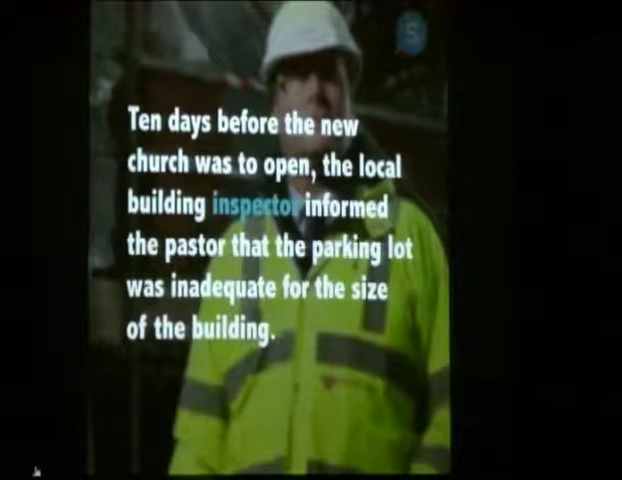 S
Ten days before the new
church was to open, the local
building inspector informed
the pastor that the parking lot
was inadequate for the size
of the building.